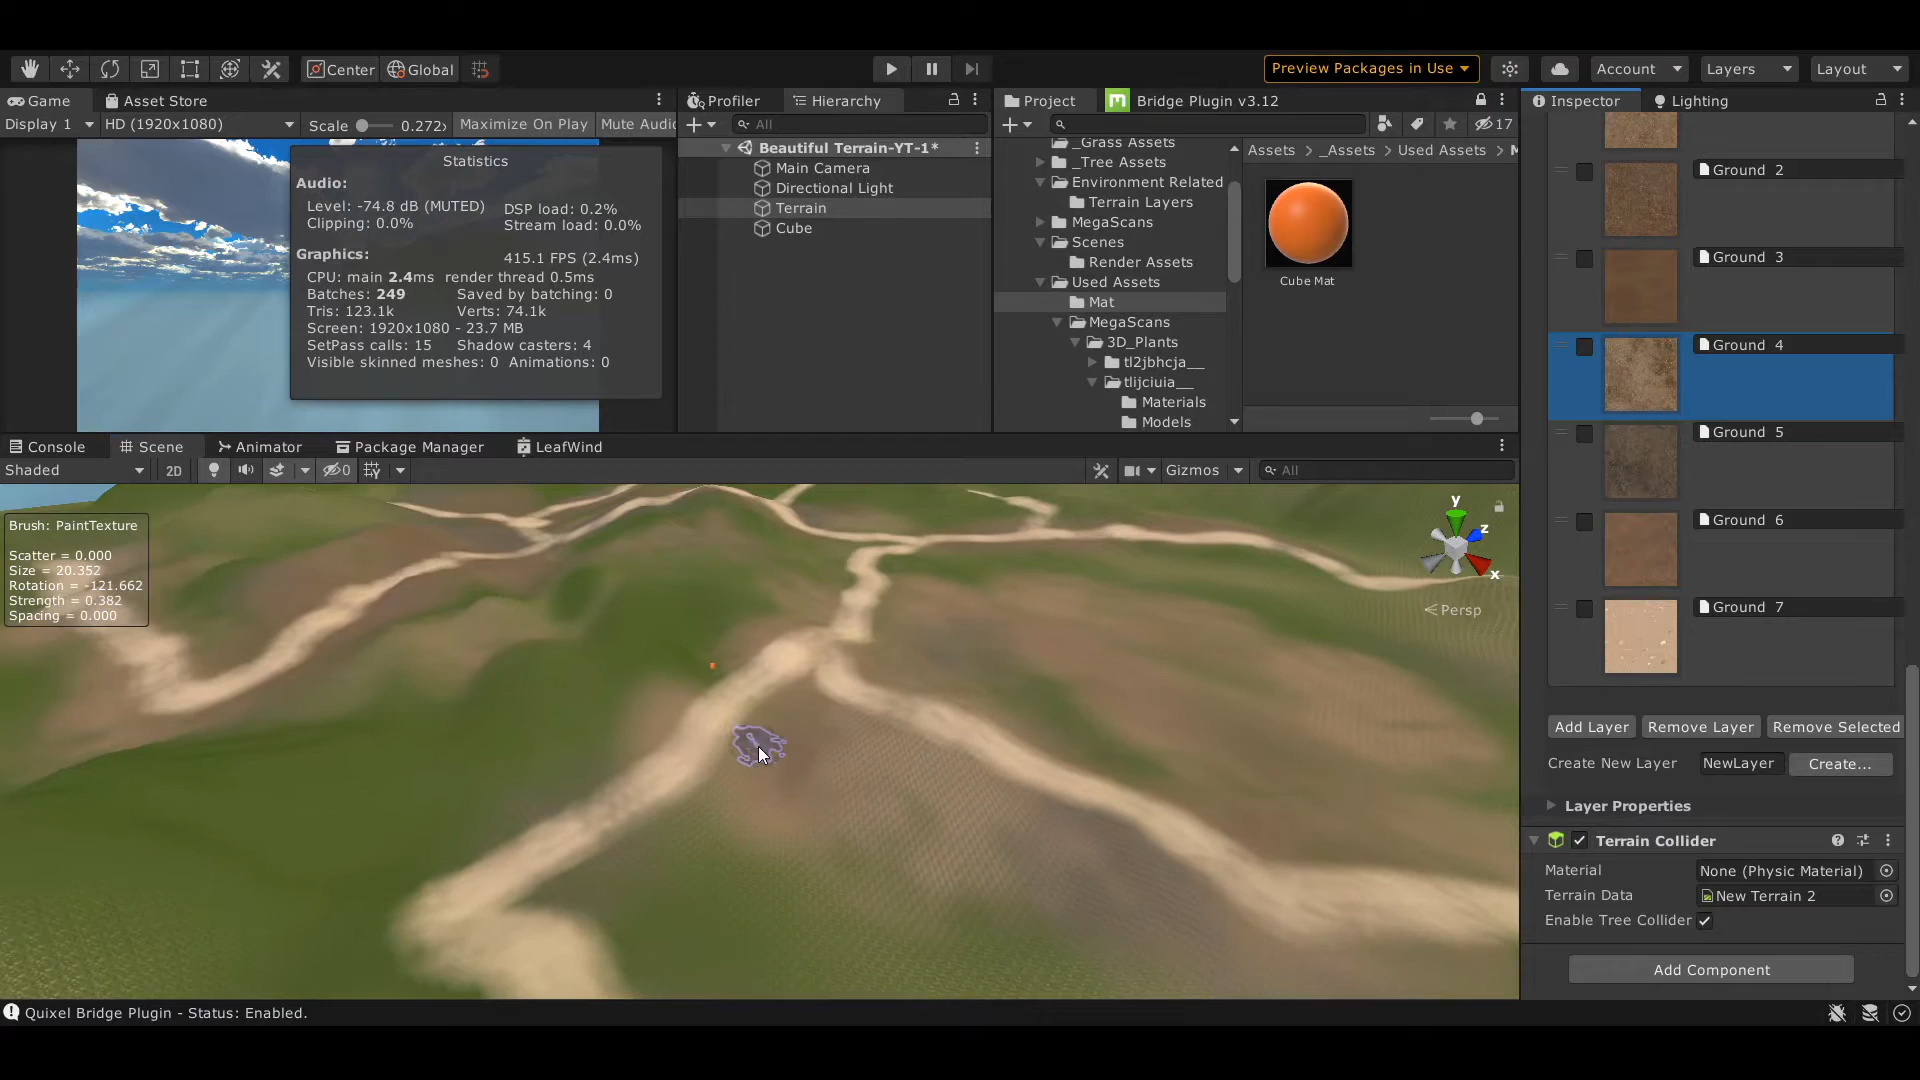 Center
Global
Preview Packages in Use
Account
Layers
Layout
Game
Asset Store
Display 1
HD (1920x1080)
Scale
0.272
Maximize On Play
Mute Audio
Statistics
Audio:
Level: -74.8 dB (MUTED)
DSP load: 0.2%
Clipping: 0.0%
Stream load: 0.0%
Graphics:
415.1 FPS (2.4ms)
CPU: main 2.4ms render thread 0.5ms
Batches: 249
Saved by batching: 0
Tris: 123.1k
Verts: 74.1k
Screen: 1920x1080 - 23.7 MB
SetPass calls: 15
Shadow casters: 4
Visible skinned meshes: 0 Animations: 0
Profiler
Hierarchy
All
Beautiful Terrain-YT-1*
Main Camera
Directional Light
Terrain
Cube
Project
Bridge Plugin v3.12
17
_Grass Assets
_Tree Assets
Environment Related
Terrain Layers
MegaScans
Scenes
Render Assets
Used Assets
Mat
MegaScans
3D_Plants
tl2jbhcja__
tlijciuia__
Materials
Models
Assets > _Assets > Used Assets >
Cube Mat
Inspector
Lighting
Ground 2
Ground 3
Ground 4
Ground 5
Ground 6
Ground 7
Add Layer
Remove Layer
Remove Selected
Create New Layer
NewLayer
Create...
Layer Properties
Terrain Collider
Material
None (Physic Material)
Terrain Data
New Terrain 2
Enable Tree Collider
Add Component
Console
Scene
Animator
Package Manager
LeafWind
Shaded
2D
0
Gizmos
All
Brush: PaintTexture
Scatter = 0.000
Size = 20.352
Rotation = -121.662
Strength = 0.382
Spacing = 0.000
y
z
x
Persp
Quixel Bridge Plugin - Status: Enabled.